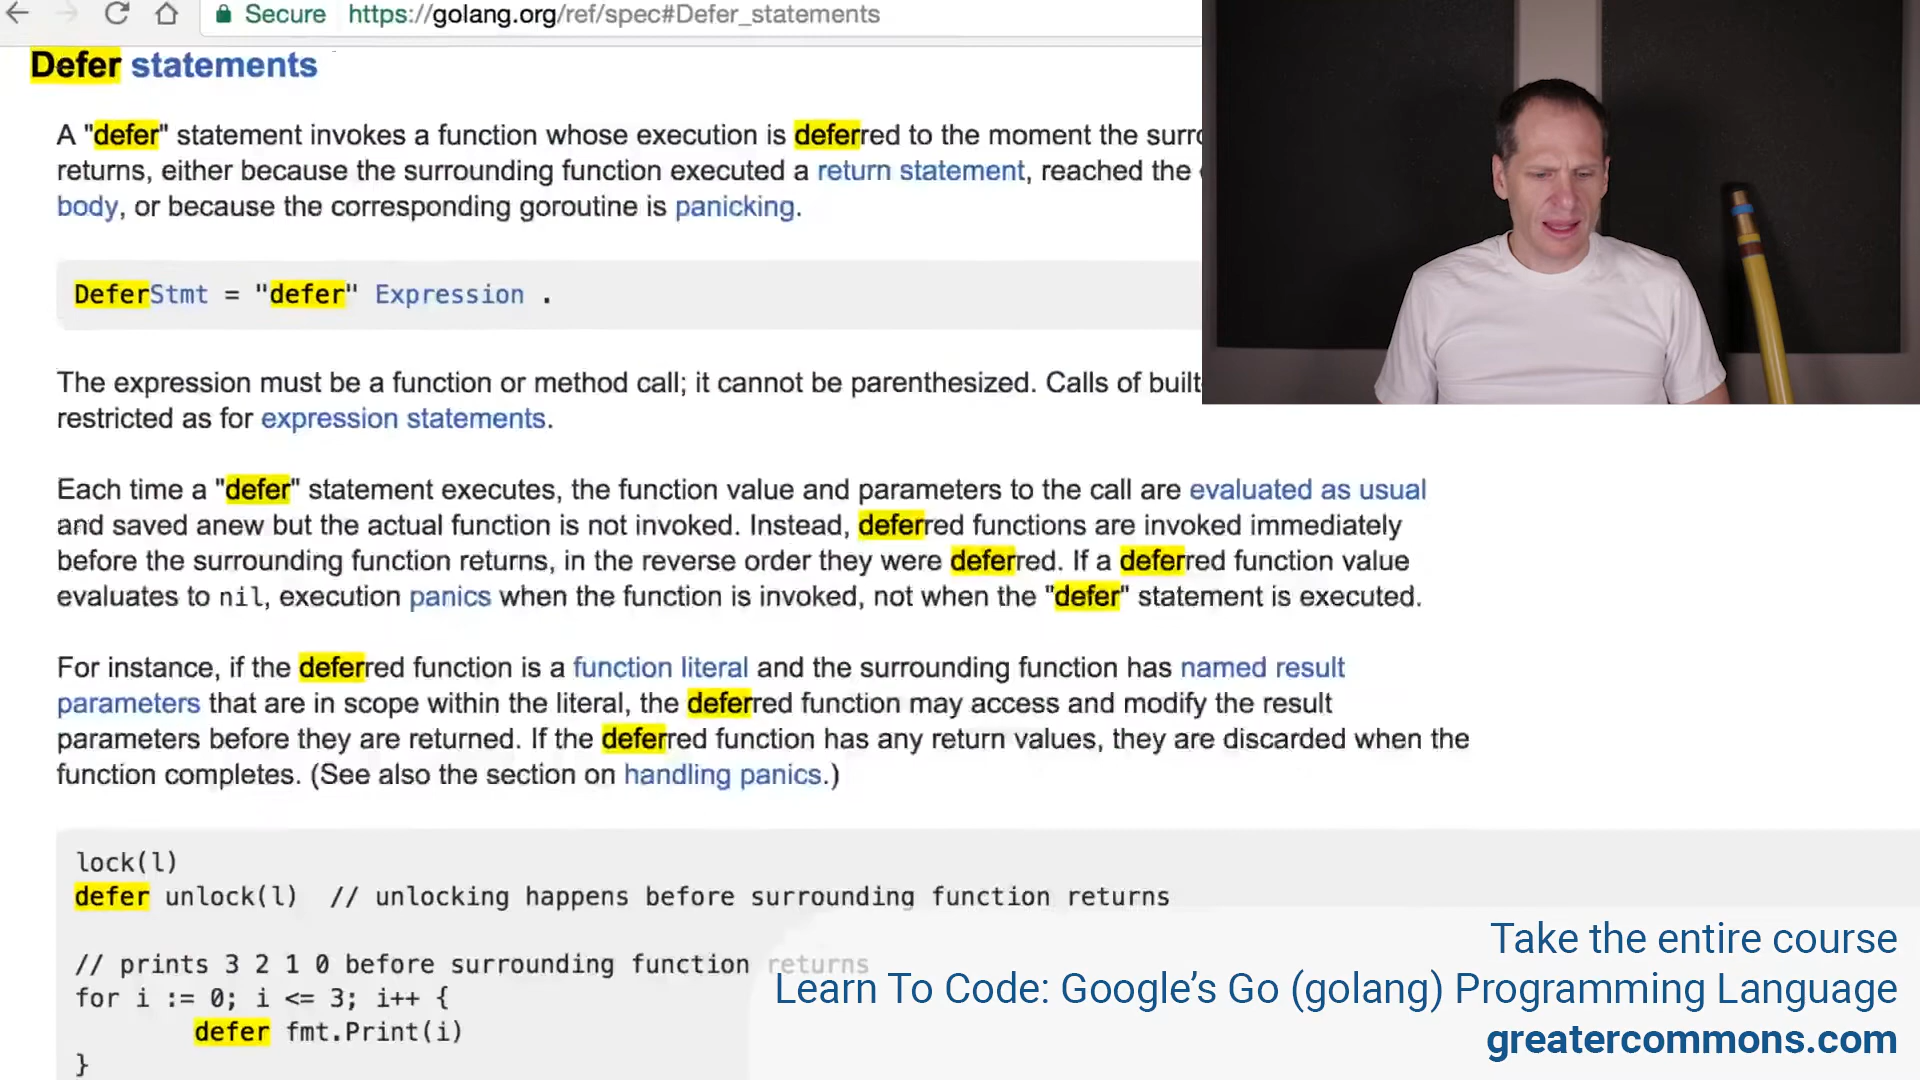 Secure https://golang.org/ref/spec#Defer_statements
Defer statements
A "defer" statement invokes a function whose execution is deferred to the moment the
returns, either because the surrounding function executed a return statement, reached the
body, or because the corresponding goroutine is panicking.
DeferStmt = "defer" Expression .
The expression must be a function or method call; it cannot be parenthesized. Calls of
restricted as for expression statements.
Each time a "defer" statement executes, the function value and parameters to the call are evaluated as usual
and saved anew but the actual function is not invoked. Instead, deferred functions are invoked immediately
before the surrounding function returns, in the reverse order they were deferred. If a deferred function value
evaluates to nil, execution panics when the function is invoked, not when the "defer" statement is executed.
For instance, if the deferred function is a function literal and the surrounding function has named result
parameters that are in scope within the literal, the deferred function may access and modify the result
parameters before they are returned. If the deferred function has any return values, they are discarded when the
function completes. (See also the section on handling panics.)
lock(l)
defer unlock(l) // unlocking happens before surrounding function returns
// prints 3 2 1 0 before surrounding function returns
for i := 0; i <= 3; i++ {
defer fmt.Print(i)
}
Take the entire course
Learn To Code: Google’s Go (golang) Programming Language
greatercommons.com